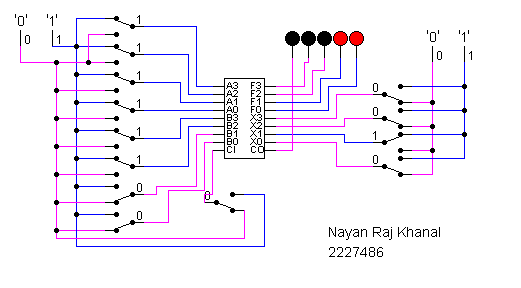 '0' '1'
0 1
1
1
1
1
1
1
0
0
A3 F3
A2 F2
A1 F1
A0 F0
B3 X3
B2 X2
B1 X1
B0 X0
CI CO
0
'0' '1'
0 1
0
0
1
0
Nayan Raj Khanal
2227486